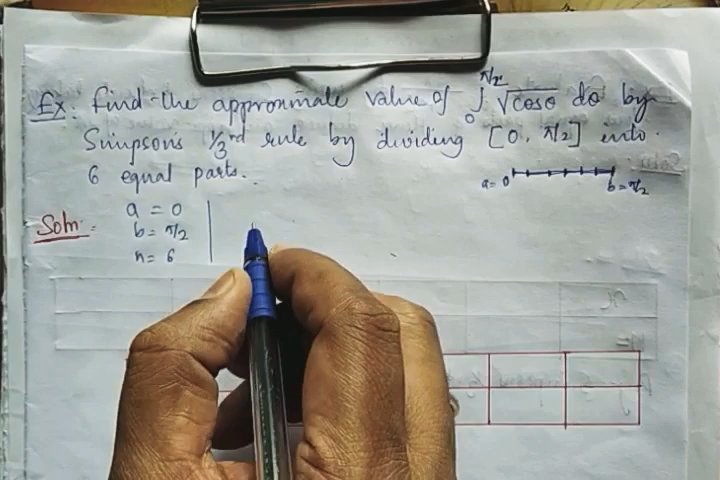 Ex: Find the approximate value of ∫₀^{π/2} √cosθ dθ by
Simpson's 1/3rd rule by dividing [0, π/2] into
6 equal parts.
a = 0 b = π/2
Soln:
a = 0
b = π/2
n = 6